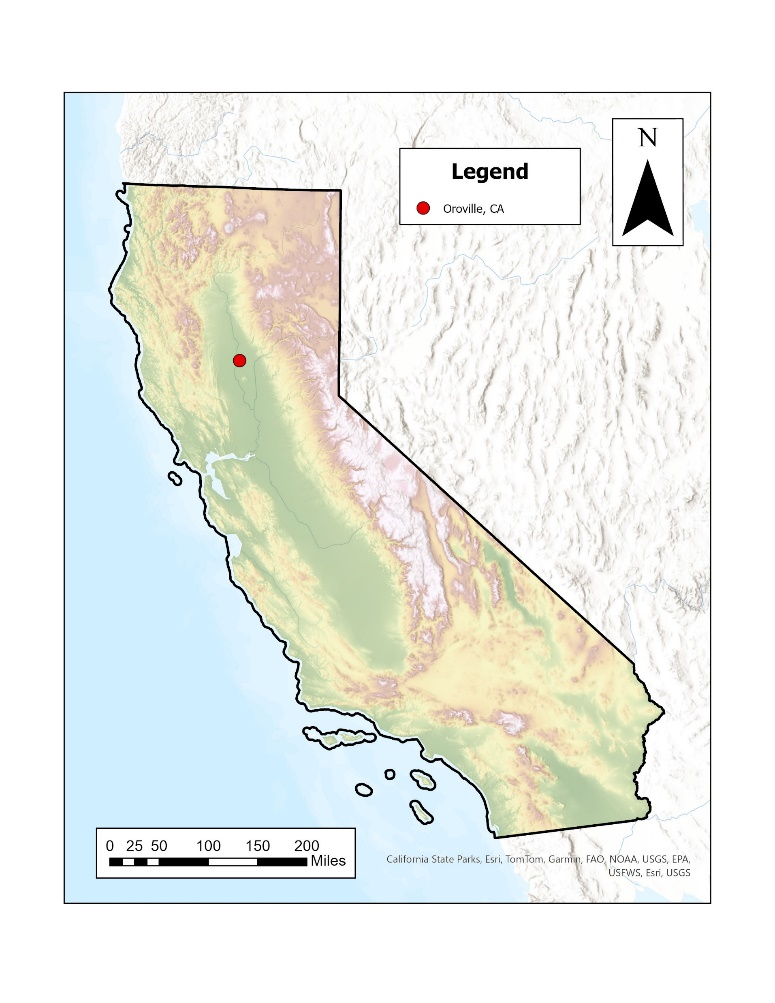 N
Legend
Oroville, CA
0 25 50 100 150 200
Miles
California State Parks, Esri, TomTom, Garmin, FAO, NOAA, USGS, EPA,
USFWS, Esri, USGS